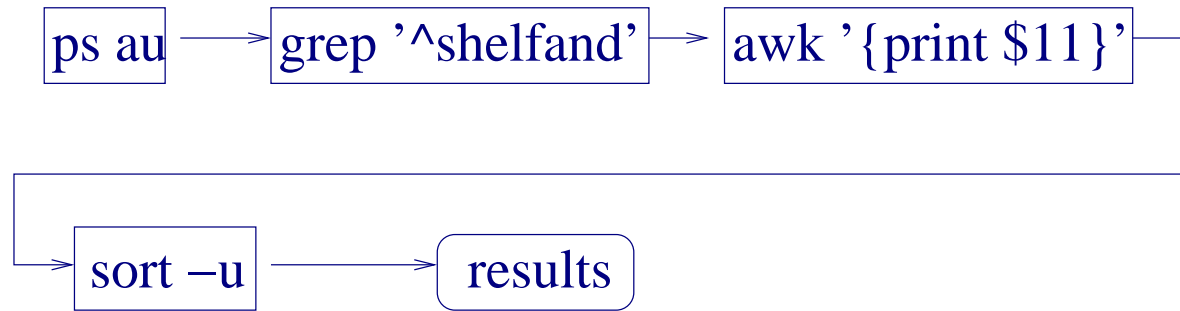 ps au grep ’^shelfand’ awk ’{print $11}’
sort −u results